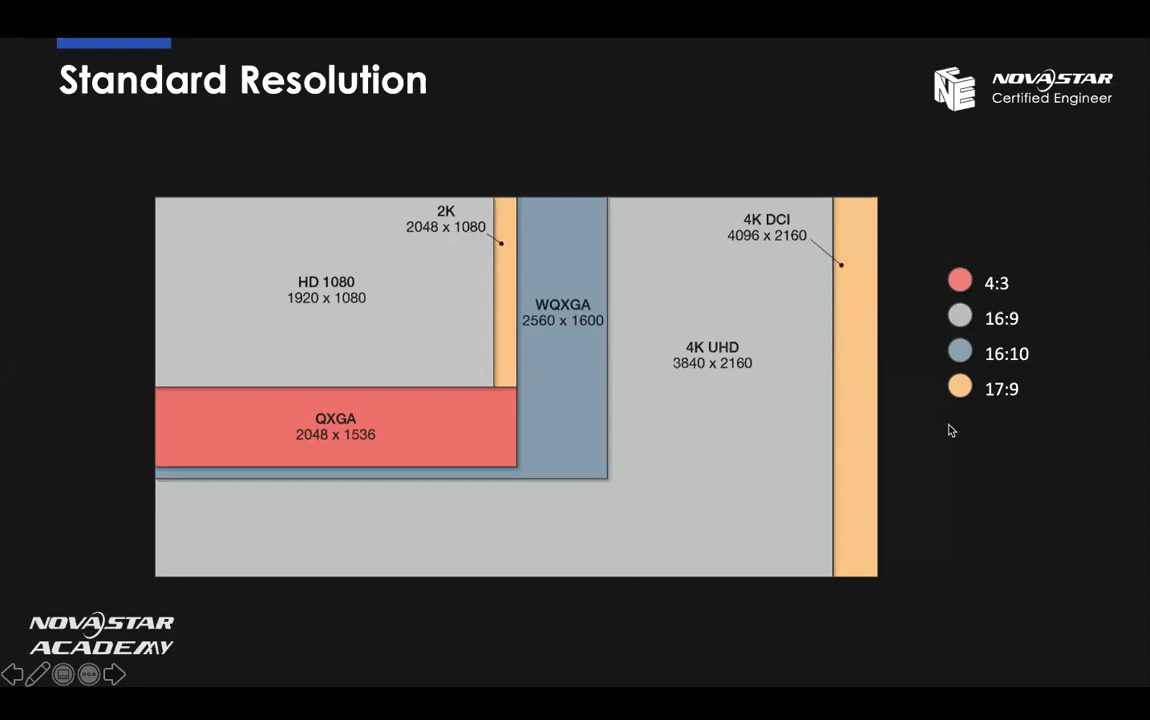 Standard Resolution
NOVASTAR
Certified Engineer
2K
2048 x 1080
HD 1080
1920 x 1080
QXGA
2048 x 1536
WQXGA
2560 x 1600
4K UHD
3840 x 2160
4K DCI
4096 x 2160
4:3
16:9
16:10
17:9
NOVASTAR
ACADEMY